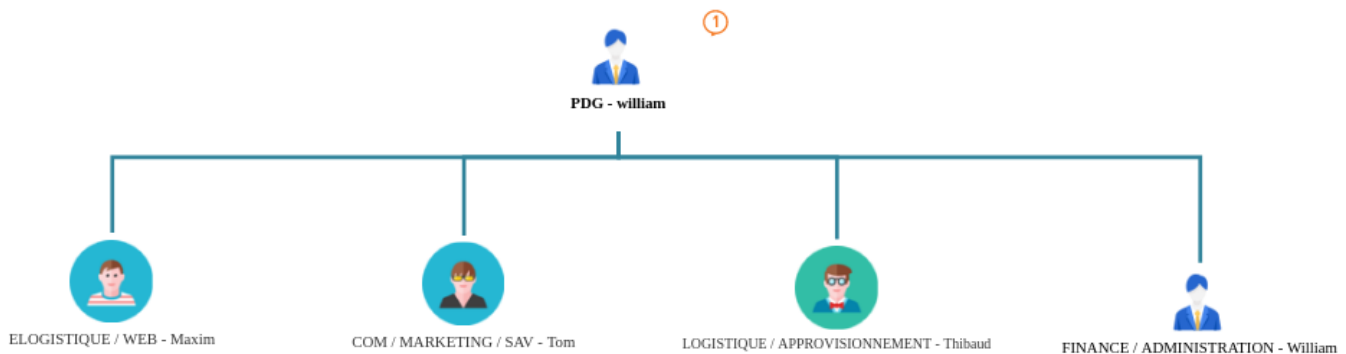 1
PDG - william
ELOGISTIQUE / WEB - Maxim
COM / MARKETING / SAV - Tom
LOGISTIQUE / APPROVISIONNEMENT - Thibaud
FINANCE / ADMINISTRATION - William